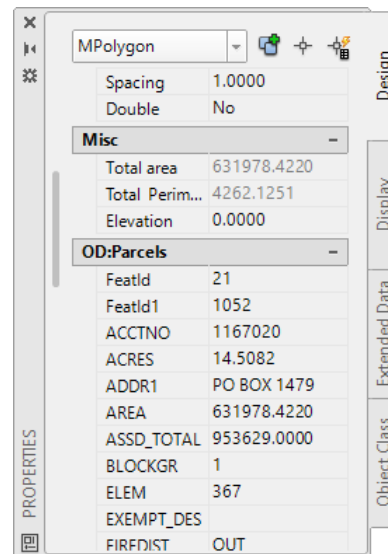 MPolygon
Spacing 1.0000
Double No
Misc
Total area 631978.4220
Total Perim... 4262.1251
Elevation 0.0000
OD:Parcels
FeatId 21
FeatId1 1052
ACCTNO 1167020
ACRES 14.5082
ADDR1 PO BOX 1479
AREA 631978.4220
ASSD_TOTAL 953629.0000
BLOCKGR 1
ELEM 367
EXEMPT_DES
FIREDIST OUT
PROPERTIES
Design
Display
Extended Data
Object Class